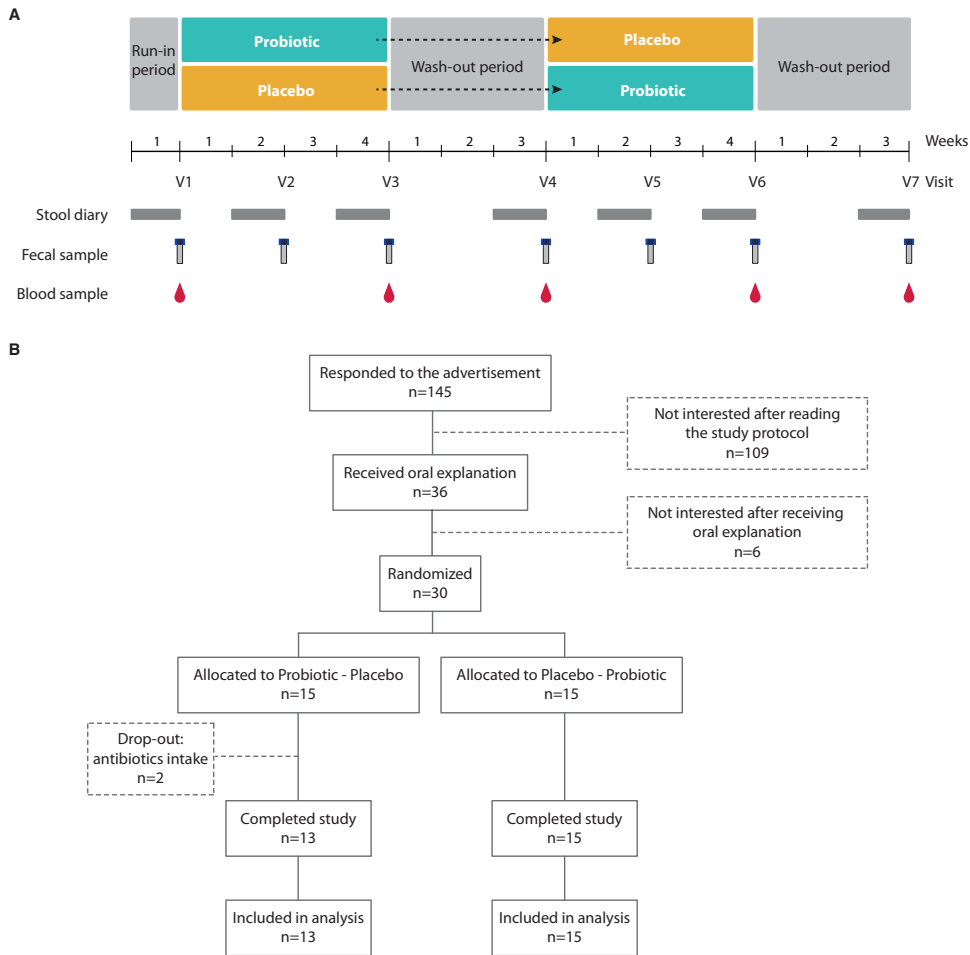 A
Run-in
period
Probiotic
Placebo
Wash-out period
Placebo
Probiotic
Wash-out period
1 1 2 3 4 1 2 3 1 2 3 4 1 2 3 Weeks
V1 V2 V3 V4 V5 V6 V7 Visit
Stool diary
Fecal sample
Blood sample
B
Responded to the advertisement
n=145
Not interested after reading
the study protocol
n=109
Received oral explanation
n=36
Not interested after receiving
oral explanation
n=6
Randomized
n=30
Allocated to Probiotic - Placebo
n=15
Allocated to Placebo - Probiotic
n=15
Drop-out:
antibiotics intake
n=2
Completed study
n=13
Completed study
n=15
Included in analysis
n=13
Included in analysis
n=15